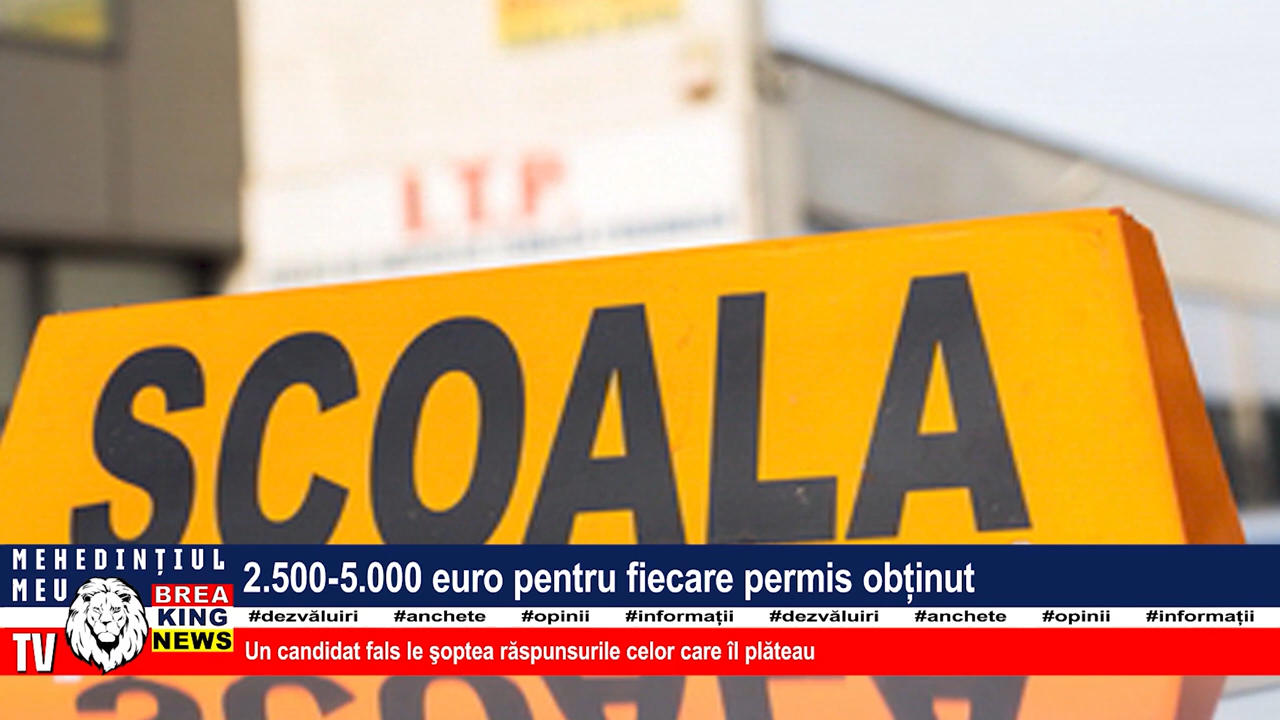 I.T.P.
SCOALA
MEHEDINȚIUL
MEU
TV
BREA
KING
NEWS
2.500-5.000 euro pentru fiecare permis obținut
#dezvăluiri #anchete #opinii #informații #dezvăluiri #anchete #opinii #informații
Un candidat fals le şoptea răspunsurile celor care îl plăteau
SCOALA